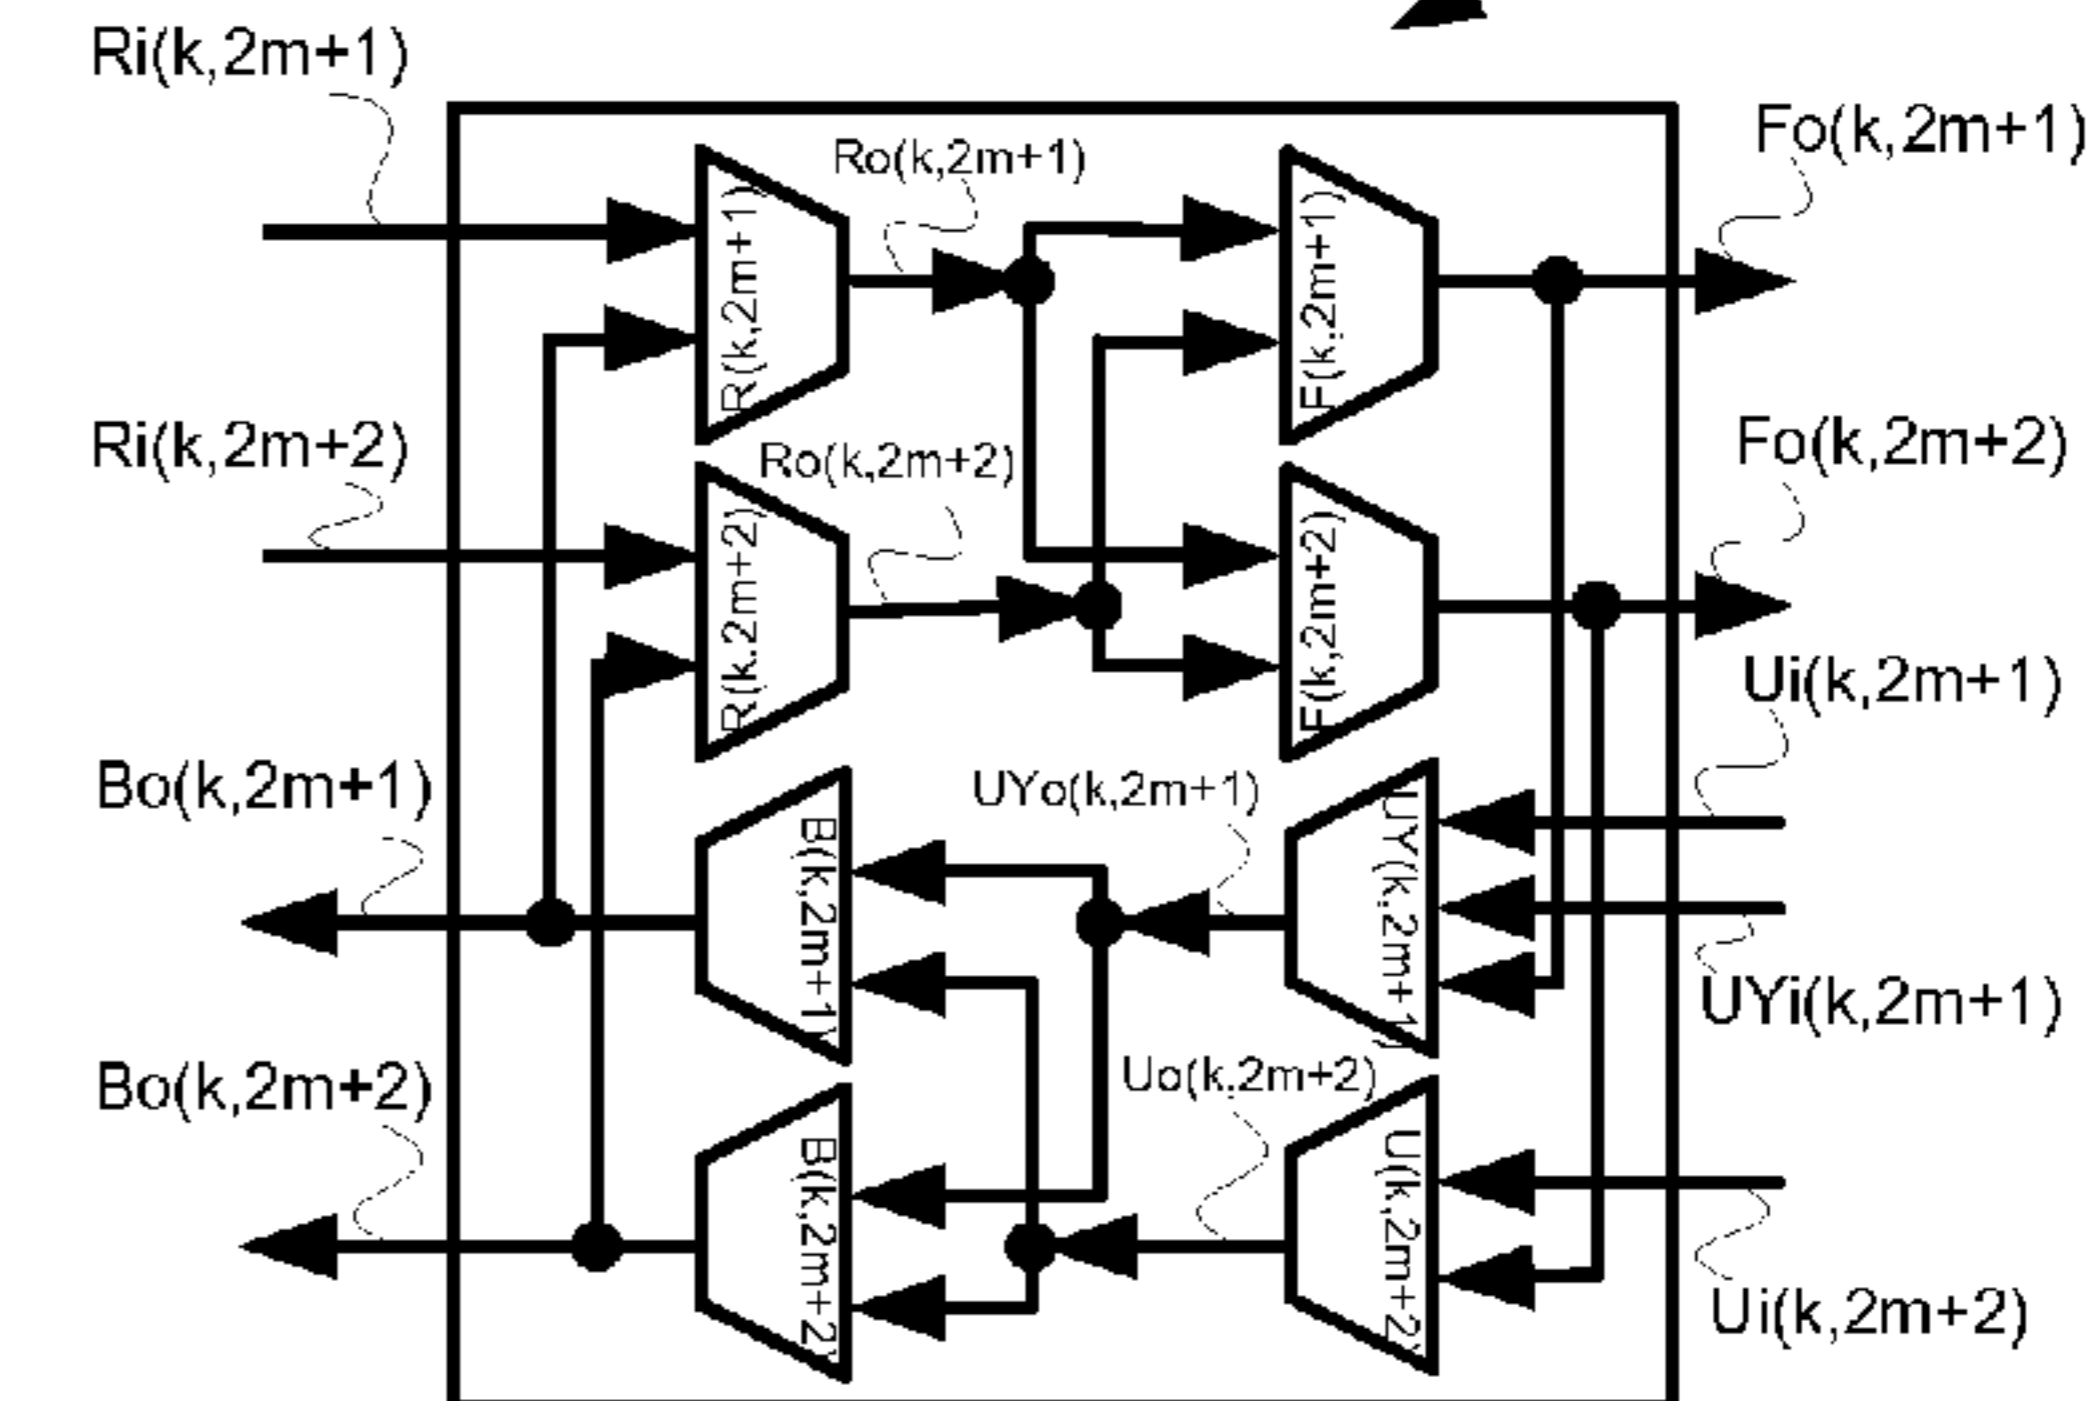 Ri(k,2m+1)
Fo(k,2m+1)
Ro(k,2m+1)
R(k,2m+1)
F(k,2m+1)
Ri(k,2m+2)
Fo(k,2m+2)
Ro(k,2m+2)
R(k.2m+2)
F(k,2m+2)
Ui(k,2m+1)
Bo(k,2m+1)
UYo(k,2m+1)
B(k,2m+1)
UY(k,2m+1)
UYi(k,2m+1)
Bo(k,2m+2)
Uo(k.2m+2)
B(k,2m+2)
U(k,2m+2)
Ui(k,2m+2)